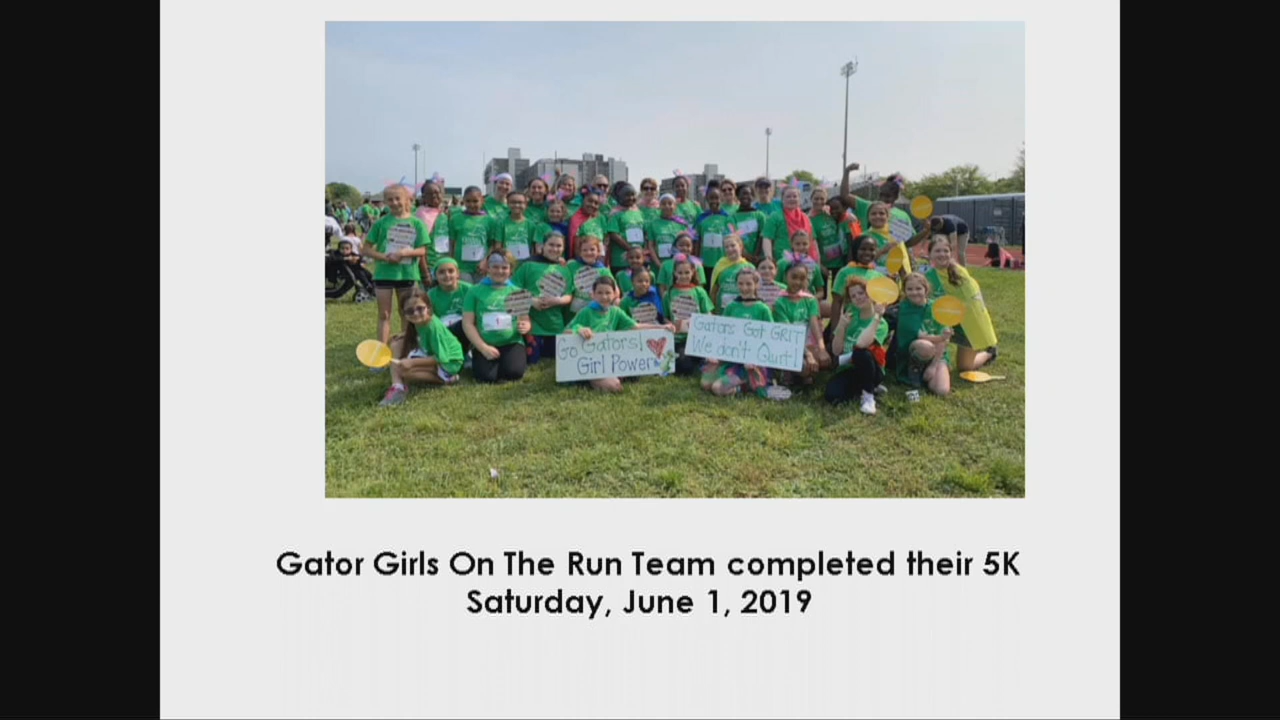 Go Gators!
Girl Power
Gators Got GRIT
We don't Quit!
Gator Girls On The Run Team completed their 5K
Saturday, June 1, 2019